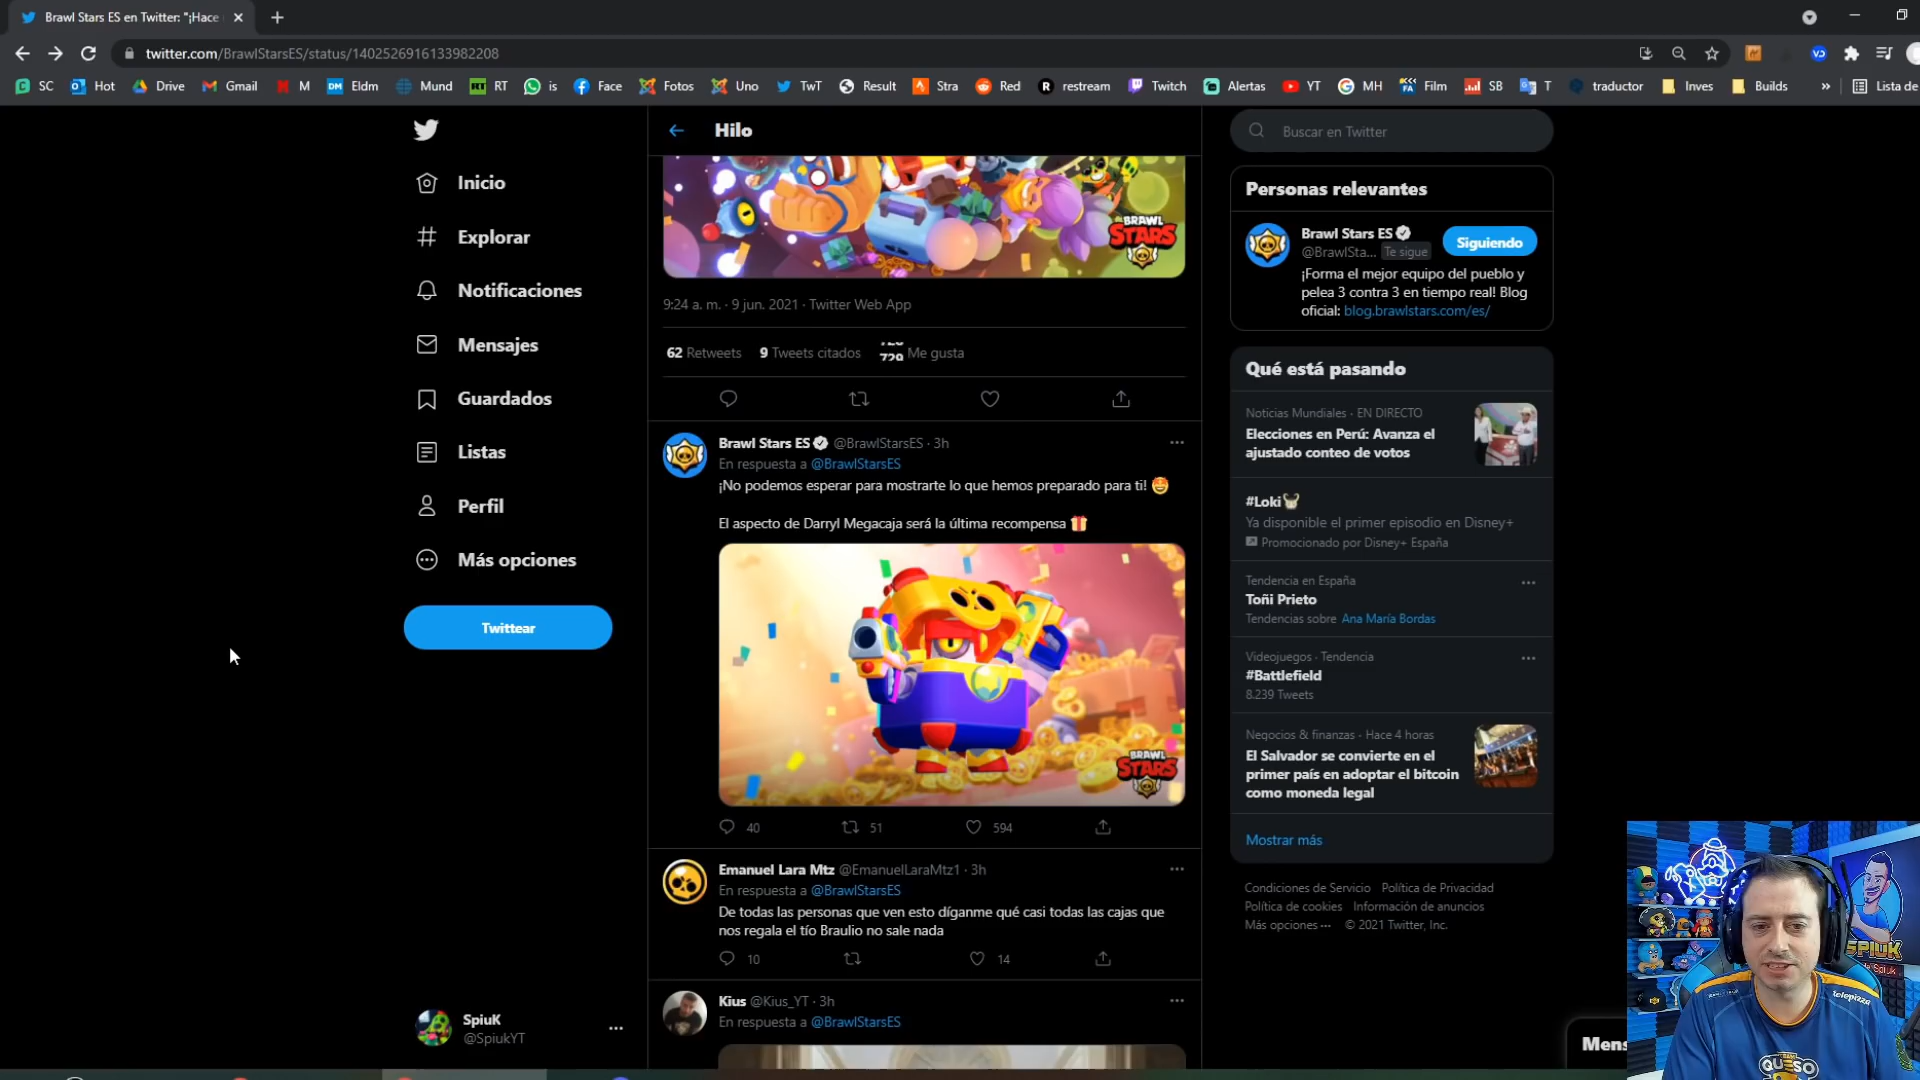 Brawl Stars ES en Twitter: "¡Hace
twitter.com/BrawlStarsES/status/1402526916133982208
SC Hot Drive Gmail M Eldm Mund RT is Face Fotos Uno TwT Result Stra Red restream Twitch Alertas YT MH Film SB T traductor Inves Builds » Lista de
Inicio
Explorar
Notificaciones
Mensajes
Guardados
Listas
Perfil
Más opciones
Twittear
SpiuK
@SpiukYT
Hilo
BRAWL
STARS
9:24 a. m. · 9 jun. 2021 · Twitter Web App
62 Retweets 9 Tweets citados 729 Me gusta
Brawl Stars ES @BrawlStarsES · 3h
En respuesta a @BrawlStarsES
¡No podemos esperar para mostrarte lo que hemos preparado para ti! 🤩
El aspecto de Darryl Megacaja será la última recompensa 🎁
BRAWL
STARS
40 51 594
Emanuel Lara Mtz @EmanuelLaraMtz1 · 3h
En respuesta a @BrawlStarsES
De todas las personas que ven esto díganme qué casi todas las cajas que
nos regala el tío Braulio no sale nada
10 14
Kius @Kius_YT · 3h
En respuesta a @BrawlStarsES
Buscar en Twitter
Personas relevantes
Brawl Stars ES
@BrawlSta... Te sigue
Siguiendo
¡Forma el mejor equipo del pueblo y
pelea 3 contra 3 en tiempo real! Blog
oficial: blog.brawlstars.com/es/
Qué está pasando
Noticias Mundiales · EN DIRECTO
Elecciones en Perú: Avanza el
ajustado conteo de votos
#Loki
Ya disponible el primer episodio en Disney+
Promocionado por Disney+ España
Tendencia en España
Toñi Prieto
Tendencias sobre Ana María Bordas
Videojuegos · Tendencia
#Battlefield
8.239 Tweets
Negocios & finanzas · Hace 4 horas
El Salvador se convierte en el
primer país en adoptar el bitcoin
como moneda legal
Mostrar más
Condiciones de Servicio Política de Privacidad
Política de cookies Información de anuncios
Más opciones ··· © 2021 Twitter, Inc.
Mens
SPIUK
telepizza
QUESO